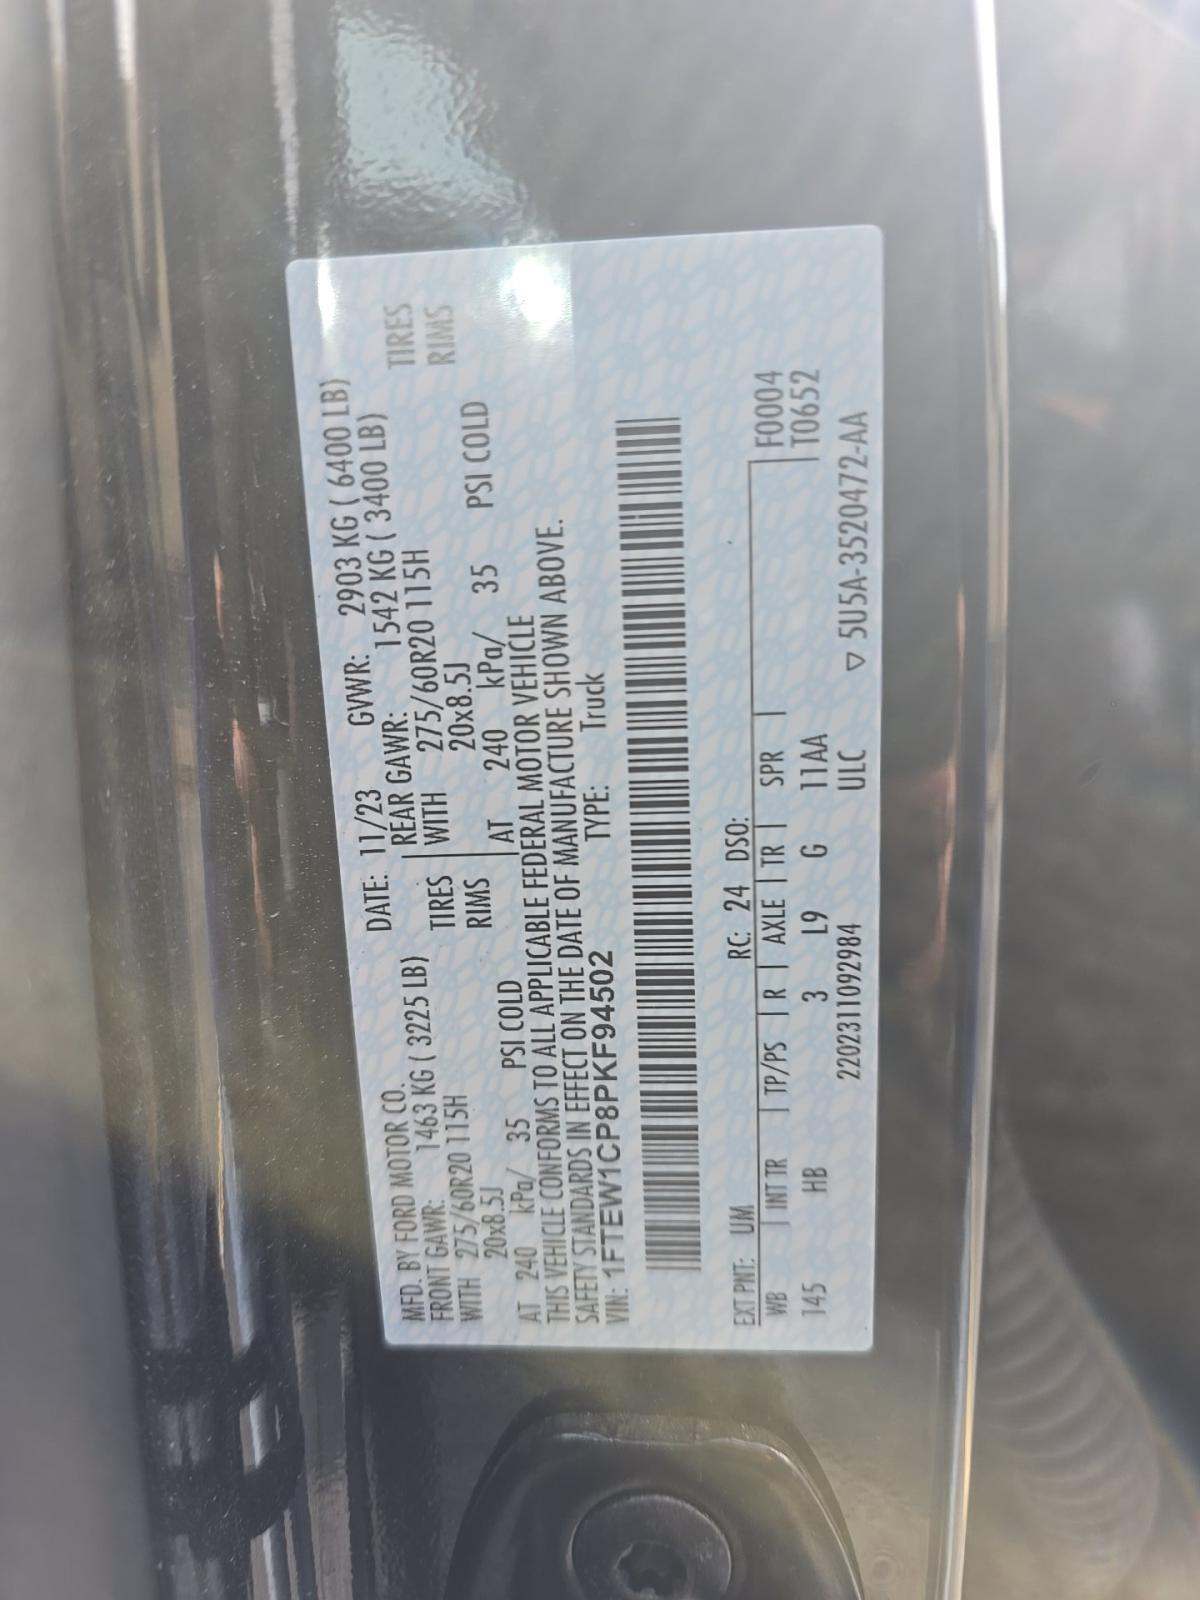 MFD. BY FORD MOTOR CO. DATE: 11/23 GVWR: 2903 KG ( 6400 LB)
FRONT GAWR: 1463 KG ( 3225 LB) REAR GAWR: 1542 KG ( 3400 LB)
WITH 275/60R20 115H TIRES WITH 275/60R20 115H TIRES
20x8.5J RIMS 20x8.5J RIMS
AT 240 kPa/ 35 PSI COLD AT 240 kPa/ 35 PSI COLD
THIS VEHICLE CONFORMS TO ALL APPLICABLE FEDERAL MOTOR VEHICLE
SAFETY STANDARDS IN EFFECT ON THE DATE OF MANUFACTURE SHOWN ABOVE.
VIN: 1FTEW1CP8PKF94502 TYPE: Truck
EXT PNT: UM RC: 24 DSO:
WB INT TR TP/PS R AXLE TR SPR F0004
145 HB 3 L9 G 11AA T0652
2202311092984 ULC ▽ 5U5A-3520472-AA